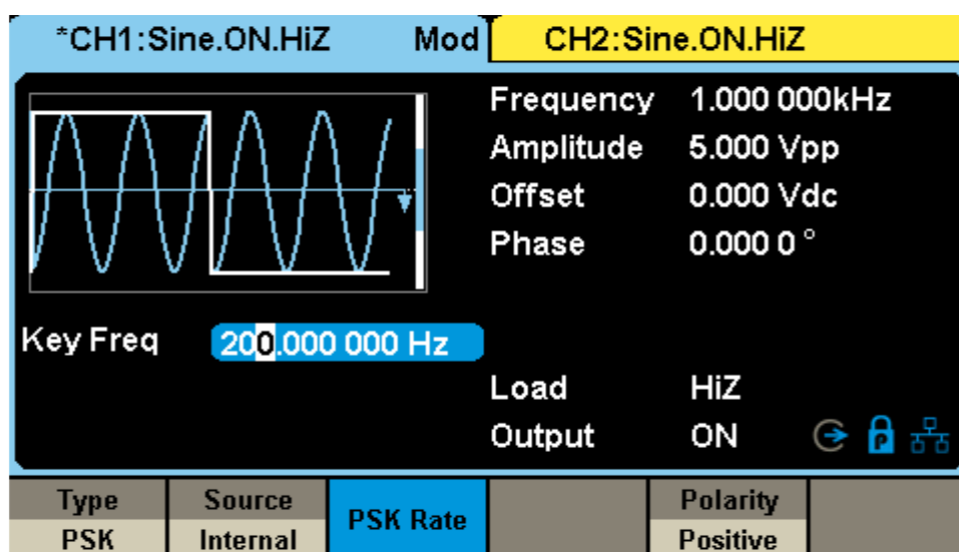 *CH1:Sine.ON.HiZ Mod CH2:Sine.ON.HiZ
Frequency 1.000 000kHz
Amplitude 5.000 Vpp
Offset 0.000 Vdc
Phase 0.000 0 °
Key Freq 200.000 000 Hz
Load HiZ
Output ON
P
Type Source PSK Rate Polarity
PSK Internal Positive